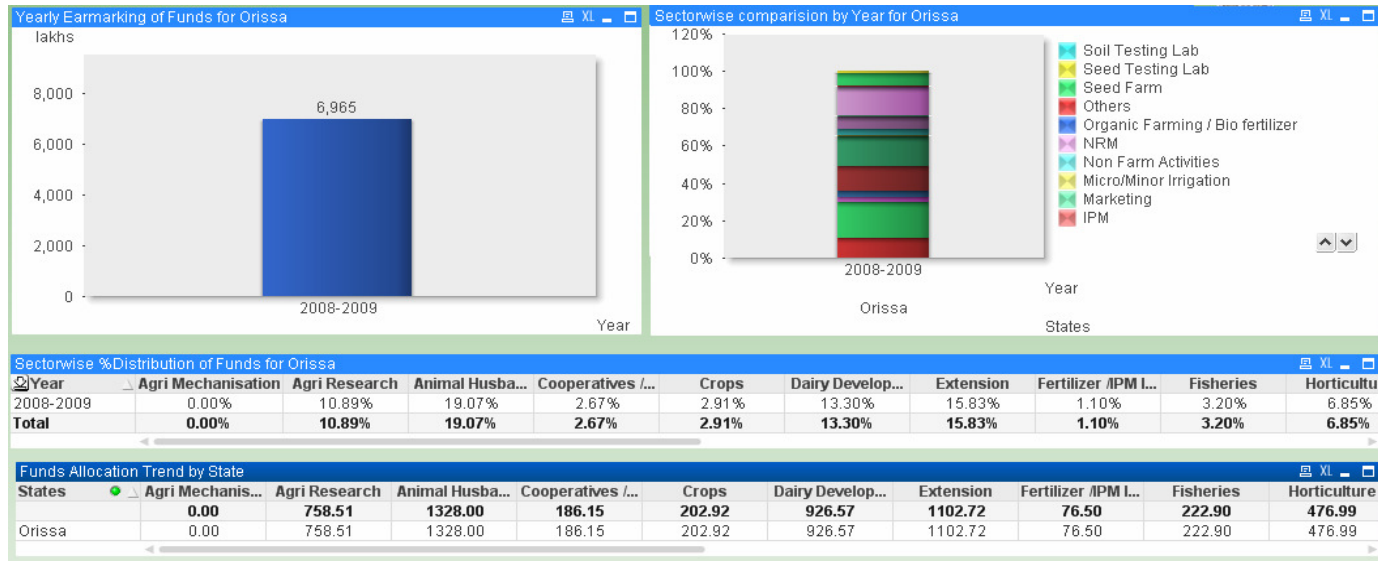 Yearly Earmarking of Funds for Orissa XL
lakhs
8,000
6,000
4,000
2,000
0
6,965
2008-2009
Year
Sectorwise comparision by Year for Orissa XL
120%
100%
80%
60%
40%
20%
0%
2008-2009
Year
Orissa
States
Soil Testing Lab
Seed Testing Lab
Seed Farm
Others
Organic Farming / Bio fertilizer
NRM
Non Farm Activities
Micro/Minor Irrigation
Marketing
IPM
Sectorwise %Distribution of Funds for Orissa XL
Year Agri Mechanisation Agri Research Animal Husba... Cooperatives /... Crops Dairy Develop... Extension Fertilizer /IPM I... Fisheries Horticultu
2008-2009 0.00% 10.89% 19.07% 2.67% 2.91% 13.30% 15.83% 1.10% 3.20% 6.85%
Total 0.00% 10.89% 19.07% 2.67% 2.91% 13.30% 15.83% 1.10% 3.20% 6.85%
Funds Allocation Trend by State XL
States Agri Mechanis... Agri Research Animal Husba... Cooperatives /... Crops Dairy Develop... Extension Fertilizer /IPM I... Fisheries Horticulture
0.00 758.51 1328.00 186.15 202.92 926.57 1102.72 76.50 222.90 476.99
Orissa 0.00 758.51 1328.00 186.15 202.92 926.57 1102.72 76.50 222.90 476.99